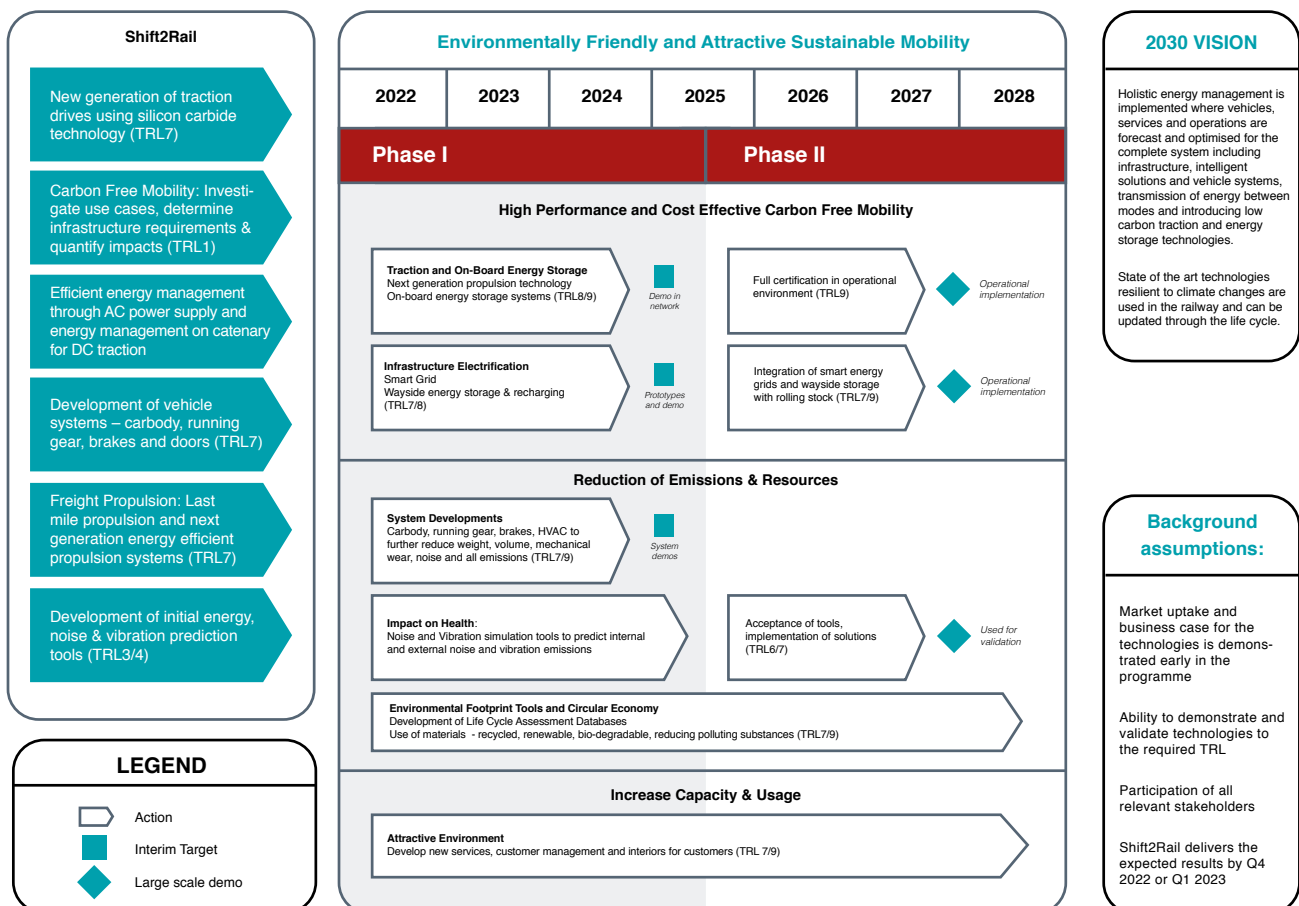 Shift2Rail
New generation of traction
drives using silicon carbide
technology (TRL7)
Carbon Free Mobility: Investi-
gate use cases, determine
infrastructure requirements &
quantify impacts (TRL1)
Efficient energy management
through AC power supply and
energy management on catenary
for DC traction
Development of vehicle
systems – carbody, running
gear, brakes and doors (TRL7)
Freight Propulsion: Last
mile propulsion and next
generation energy efficient
propulsion systems (TRL7)
Development of initial energy,
noise & vibration prediction
tools (TRL3/4)
LEGEND
Action
Interim Target
Large scale demo
Environmentally Friendly and Attractive Sustainable Mobility
2022 2023 2024 2025 2026 2027 2028
Phase I Phase II
High Performance and Cost Effective Carbon Free Mobility
Traction and On-Board Energy Storage
Next generation propulsion technology
On-board energy storage systems (TRL8/9)
Demo in
network
Full certification in operational
environment (TRL9)
Operational
implementation
Infrastructure Electrification
Smart Grid
Wayside energy storage & recharging
(TRL7/8)
Prototypes
and demo
Integration of smart energy
grids and wayside storage
with rolling stock (TRL7/9)
Operational
implementation
Reduction of Emissions & Resources
System Developments
Carbody, running gear, brakes, HVAC to
further reduce weight, volume, mechanical
wear, noise and all emissions (TRL7/9)
System
demos
Impact on Health:
Noise and Vibration simulation tools to predict internal
and external noise and vibration emissions
Acceptance of tools,
implementation of solutions
(TRL6/7)
Used for
validation
Environmental Footprint Tools and Circular Economy
Development of Life Cycle Assessment Databases
Use of materials - recycled, renewable, bio-degradable, reducing polluting substances (TRL7/9)
Increase Capacity & Usage
Attractive Environment
Develop new services, customer management and interiors for customers (TRL 7/9)
2030 VISION
Holistic energy management is
implemented where vehicles,
services and operations are
forecast and optimised for the
complete system including
infrastructure, intelligent
solutions and vehicle systems,
transmission of energy between
modes and introducing low
carbon traction and energy
storage technologies.
State of the art technologies
resilient to climate changes are
used in the railway and can be
updated through the life cycle.
Background
assumptions:
Market uptake and
business case for the
technologies is demons-
trated early in the
programme
Ability to demonstrate and
validate technologies to
the required TRL
Participation of all
relevant stakeholders
Shift2Rail delivers the
expected results by Q4
2022 or Q1 2023